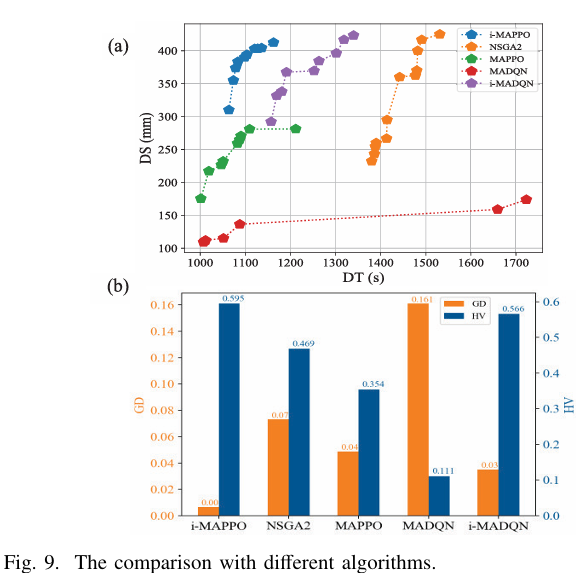 (a)
DS (mm)
400
350
300
250
200
150
100
i-MAPPO
NSGA2
MAPPO
MADQN
i-MADQN
1000 1100 1200 1300 1400 1500 1600 1700
DT (s)
(b)
GD
0.16
0.14
0.12
0.10
0.08
0.06
0.04
0.02
0.00
0.595
0.469
0.07
0.354
0.04
0.161
0.111
0.03
0.566
0.00
GD
HV
0.6
0.5
0.4
0.3
0.2
0.1
0.0
HV
i-MAPPO NSGA2 MAPPO MADQN i-MADQN
Fig. 9. The comparison with different algorithms.